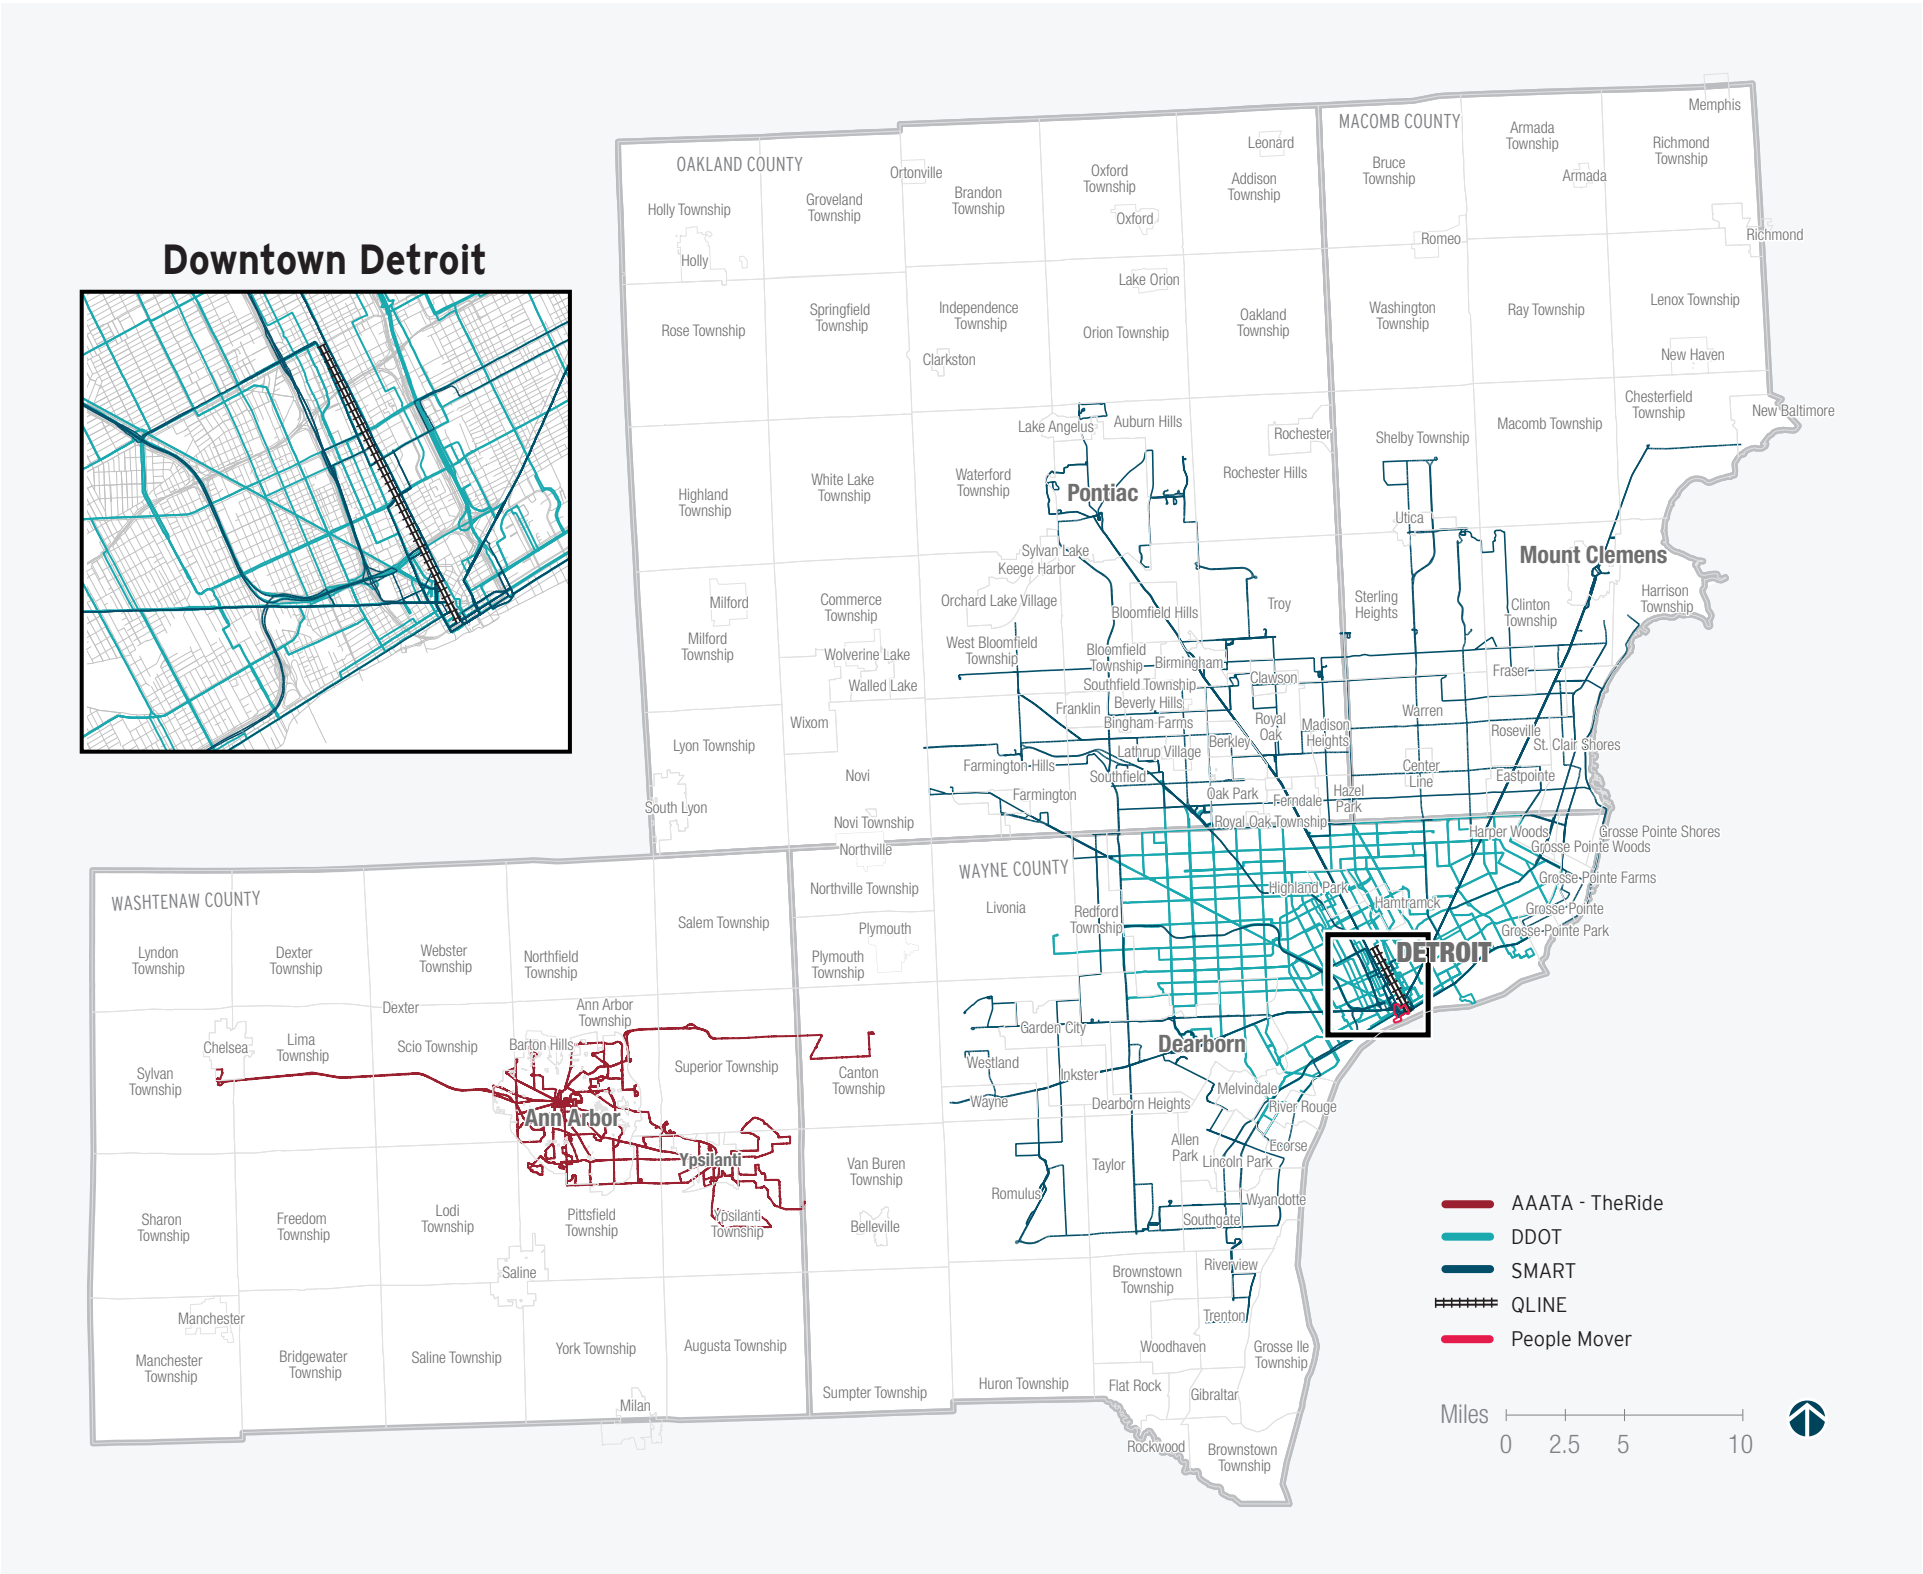 Downtown Detroit
OAKLAND COUNTY
MACOMB COUNTY
Memphis
Leonard
Armada
Township
Richmond
Township
Ortonville
Oxford
Township
Addison
Township
Bruce
Township
Armada
Holly Township
Groveland
Township
Brandon
Township
Oxford
Romeo
Richmond
Holly
Lake Orion
Rose Township
Springfield
Township
Independence
Township
Orion Township
Oakland
Township
Washington
Township
Ray Township
Lenox Township
Clarkston
New Haven
Lake Angelus
Auburn Hills
Rochester
Shelby Township
Macomb Township
Chesterfield
Township
New Baltimore
Highland
Township
White Lake
Township
Waterford
Township
Pontiac
Rochester Hills
Utica
Mount Clemens
Sylvan Lake
Keege Harbor
Milford
Commerce
Township
Orchard Lake Village
Bloomfield Hills
Troy
Sterling
Heights
Clinton
Township
Harrison
Township
Milford
Township
Wolverine Lake
Walled Lake
West Bloomfield
Township
Bloomfield
Township
Birmingham
Southfield Township
Clawson
Fraser
Wixom
Franklin
Beverly Hills
Bingham Farms
Royal
Oak
Madison
Heights
Warren
Roseville
St. Clair Shores
Lyon Township
Novi
Farmington Hills
Lathrup Village
Berkley
Southfield
Center
Line
Eastpointe
South Lyon
Farmington
Oak Park
Ferndale
Hazel
Park
Novi Township
Royal Oak Township
Northville
Harper Woods
Grosse Pointe Shores
Grosse Pointe Woods
WASHTENAW COUNTY
WAYNE COUNTY
Northville Township
Livonia
Redford
Township
Highland Park
Hamtramck
Grosse Pointe Farms
Grosse Pointe
Grosse Pointe Park
Salem Township
Plymouth
Plymouth
Township
DETROIT
Lyndon
Township
Dexter
Township
Webster
Township
Northfield
Township
Dexter
Ann Arbor
Township
Chelsea
Lima
Township
Scio Township
Barton Hills
Superior Township
Canton
Township
Garden City
Dearborn
Sylvan
Township
Westland
Inkster
Wayne
Dearborn Heights
Melvindale
River Rouge
Ann Arbor
Ypsilanti
Van Buren
Township
Taylor
Allen
Park
Lincoln Park
Ecorse
Romulus
Wyandotte
Southgate
Sharon
Township
Freedom
Township
Lodi
Township
Pittsfield
Township
Ypsilanti
Township
Belleville
Saline
Brownstown
Township
Riverview
Trenton
Manchester
Manchester
Township
Bridgewater
Township
Saline Township
York Township
Augusta Township
Woodhaven
Grosse Ile
Township
Sumpter Township
Huron Township
Flat Rock
Gibraltar
Milan
Rockwood
Brownstown
Township
AAATA - TheRide
DDOT
SMART
QLINE
People Mover
Miles
0 2.5 5 10